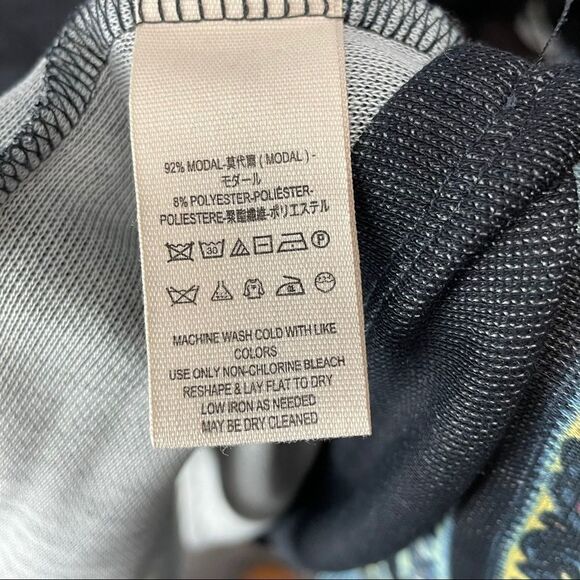 92% MODAL-莫代爾 ( MODAL ) -
モダール
8% POLYESTER-POLIÉSTER-
POLIESTERE-聚酯纖維-ポリエステル
30 P
MACHINE WASH COLD WITH LIKE
COLORS
USE ONLY NON-CHLORINE BLEACH
RESHAPE & LAY FLAT TO DRY
LOW IRON AS NEEDED
MAY BE DRY CLEANED